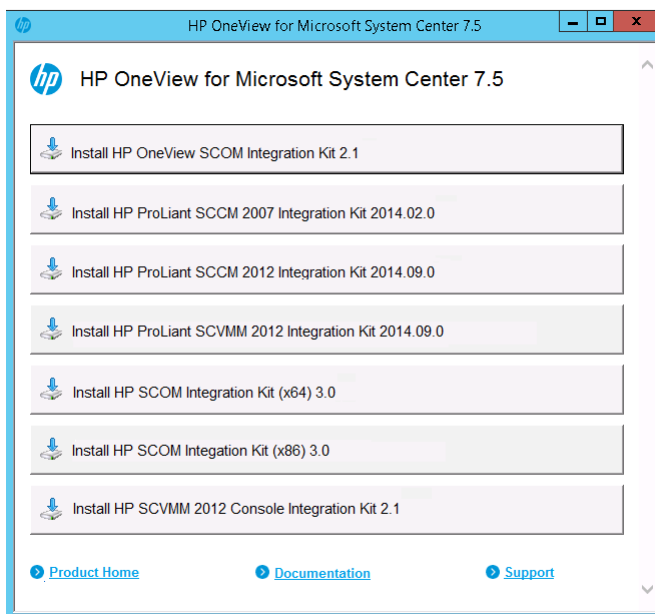 HP OneView for Microsoft System Center 7.5
hp HP OneView for Microsoft System Center 7.5
Install HP OneView SCOM Integration Kit 2.1
Install HP ProLiant SCCM 2007 Integration Kit 2014.02.0
Install HP ProLiant SCCM 2012 Integration Kit 2014.09.0
Install HP ProLiant SCVMM 2012 Integration Kit 2014.09.0
Install HP SCOM Integration Kit (x64) 3.0
Install HP SCOM Integation Kit (x86) 3.0
Install HP SCVMM 2012 Console Integration Kit 2.1
Product Home Documentation Support